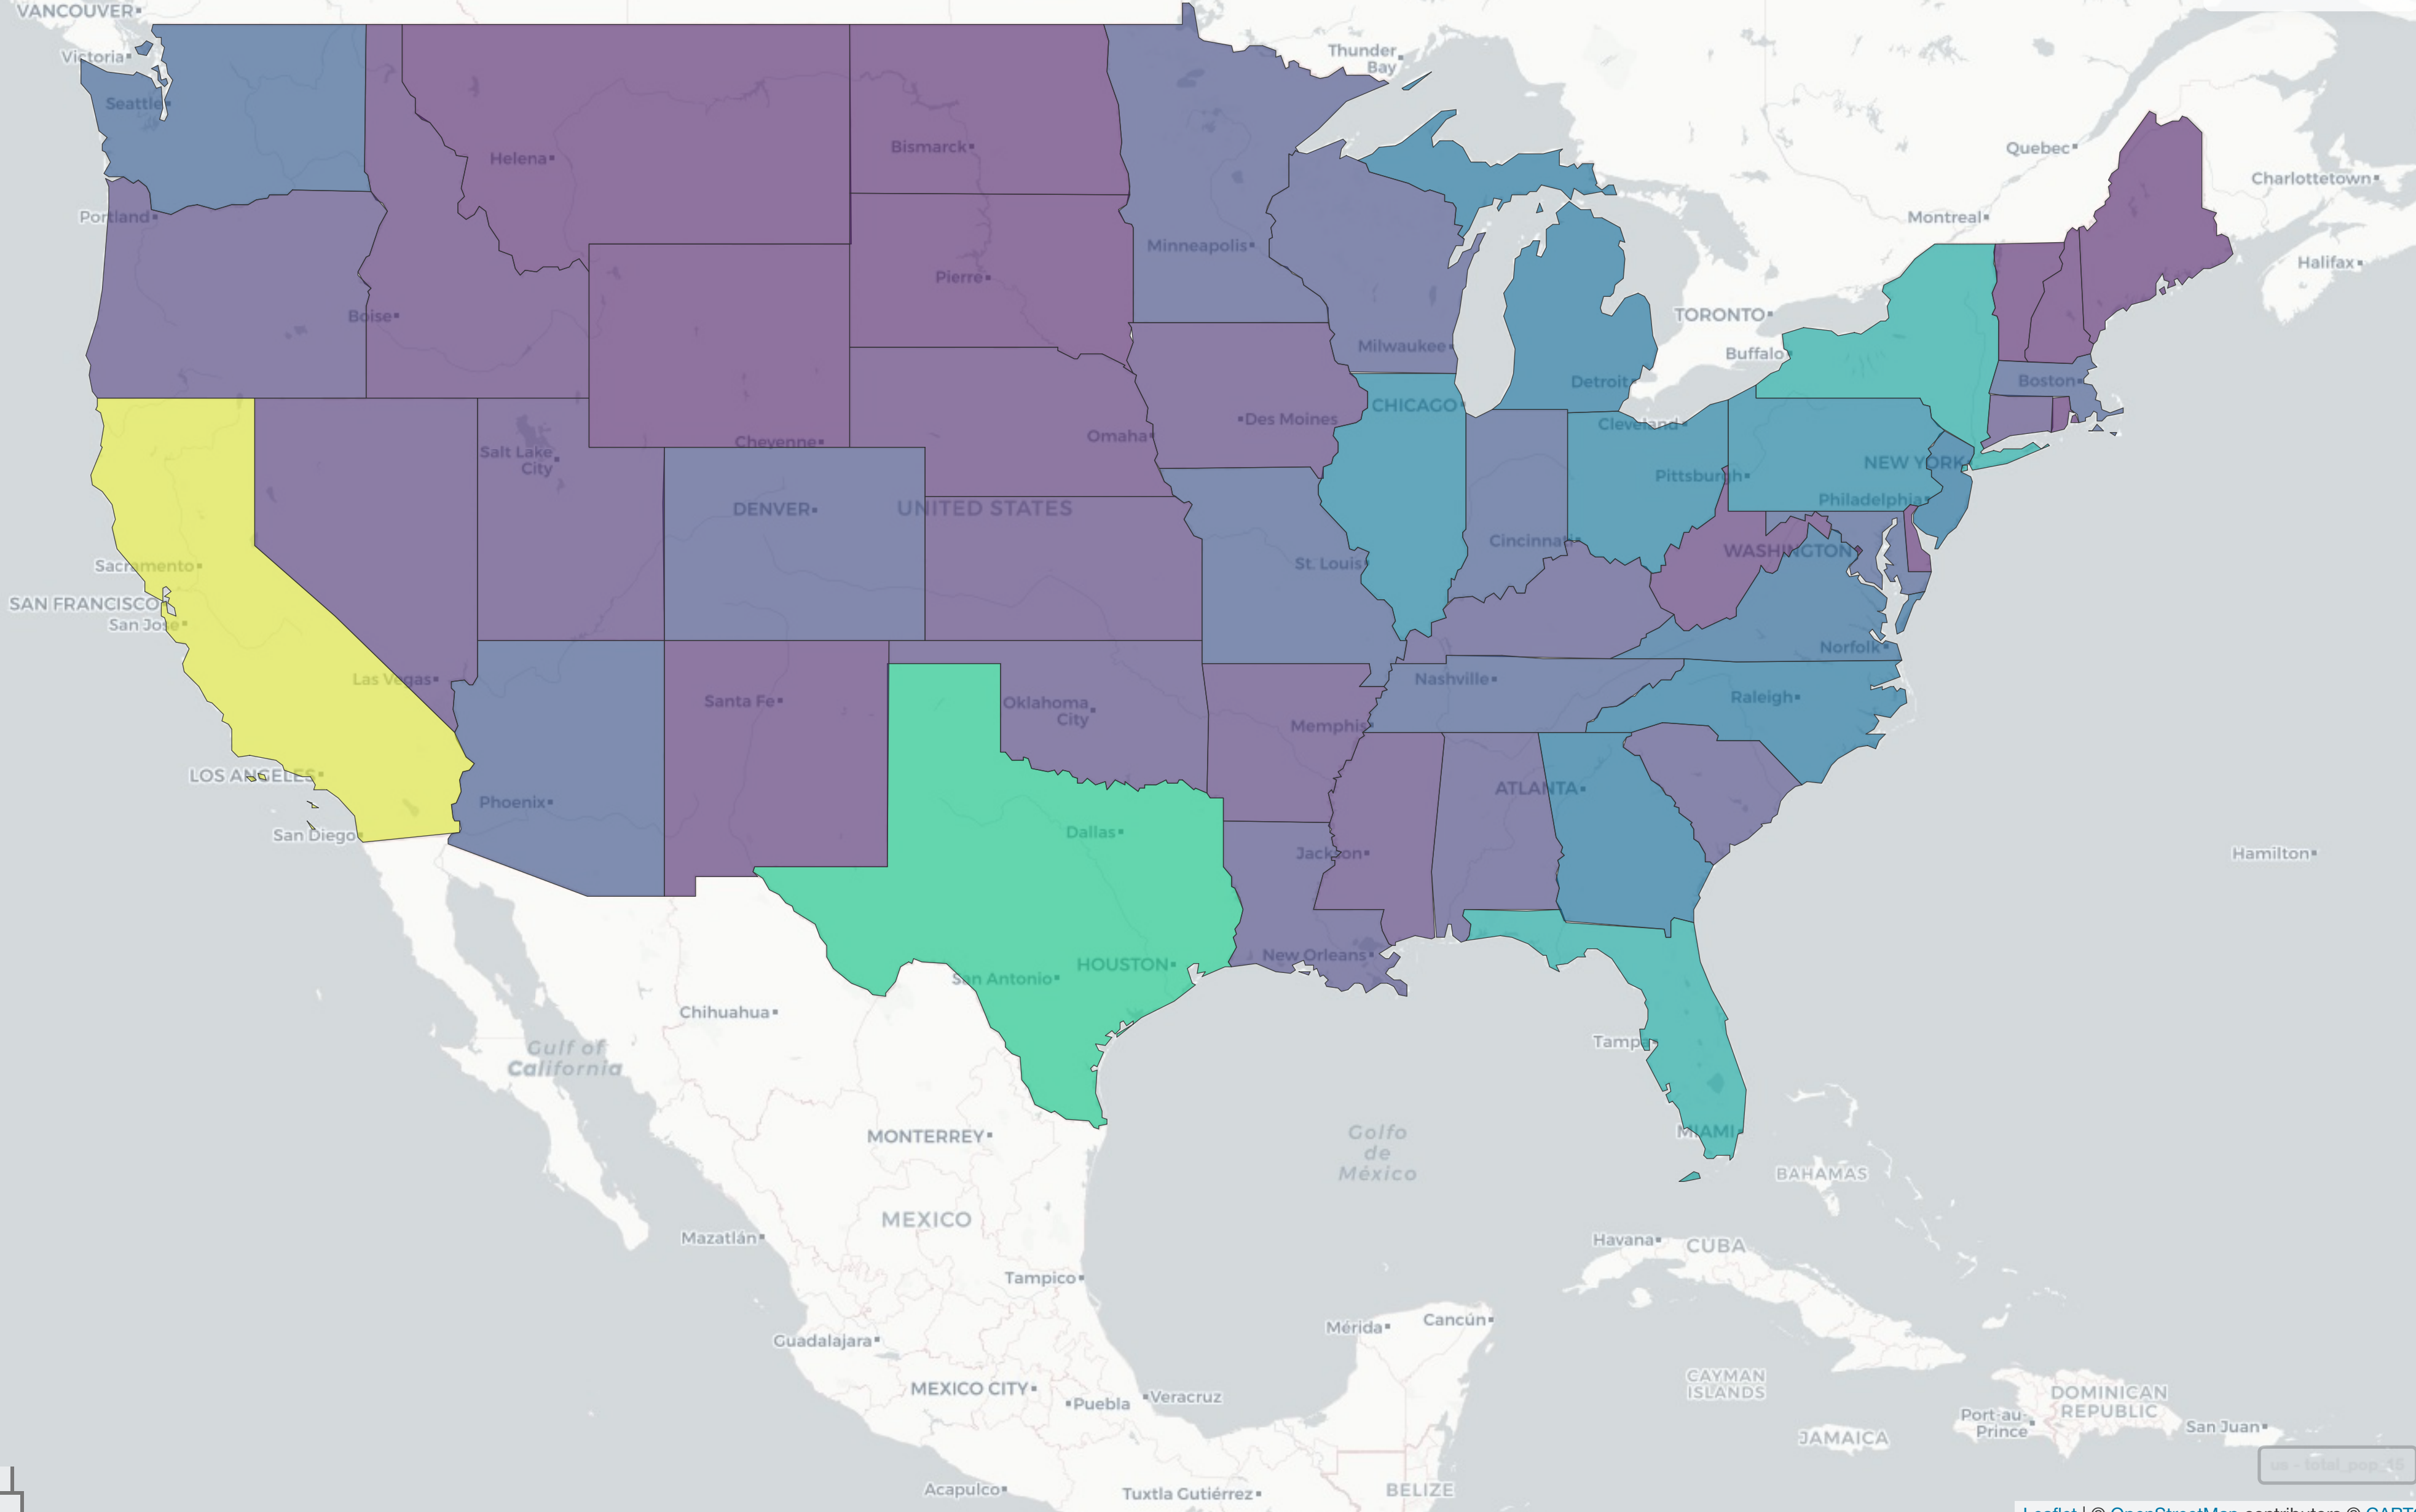 VANCOUVER
Victoria
Seattle
Portland
Helena
Bismarck
Thunder
Bay
Quebec
Charlottetown
Montreal
Halifax
Minneapolis
Pierre
Boise
TORONTO
Milwaukee
Buffalo
Detroit
Boston
CHICAGO
Des Moines
Cleveland
Omaha
Cheyenne
Salt Lake
City
NEW YORK
Pittsburgh
Philadelphia
DENVER
UNITED STATES
Cincinnati
WASHINGTON
St. Louis
Sacramento
SAN FRANCISCO
San Jose
Norfolk
Las Vegas
Nashville
Santa Fe
Raleigh
Oklahoma
City
Memphis
LOS ANGELES
Phoenix
ATLANTA
San Diego
Dallas
Jackson
Hamilton
New Orleans
HOUSTON
San Antonio
Chihuahua
Tampa
Gulf of
California
MONTERREY
Golfo
de
México
MIAMI
BAHAMAS
MEXICO
Mazatlán
Havana
CUBA
Tampico
Mérida
Cancún
Guadalajara
CAYMAN
ISLANDS
MEXICO CITY
Puebla
Veracruz
DOMINICAN
REPUBLIC
Port-au-
Prince
San Juan
JAMAICA
us - total_pop_15
Acapulco
Tuxtla Gutiérrez
BELIZE
Leaflet | © OpenStreetMap contributors ©